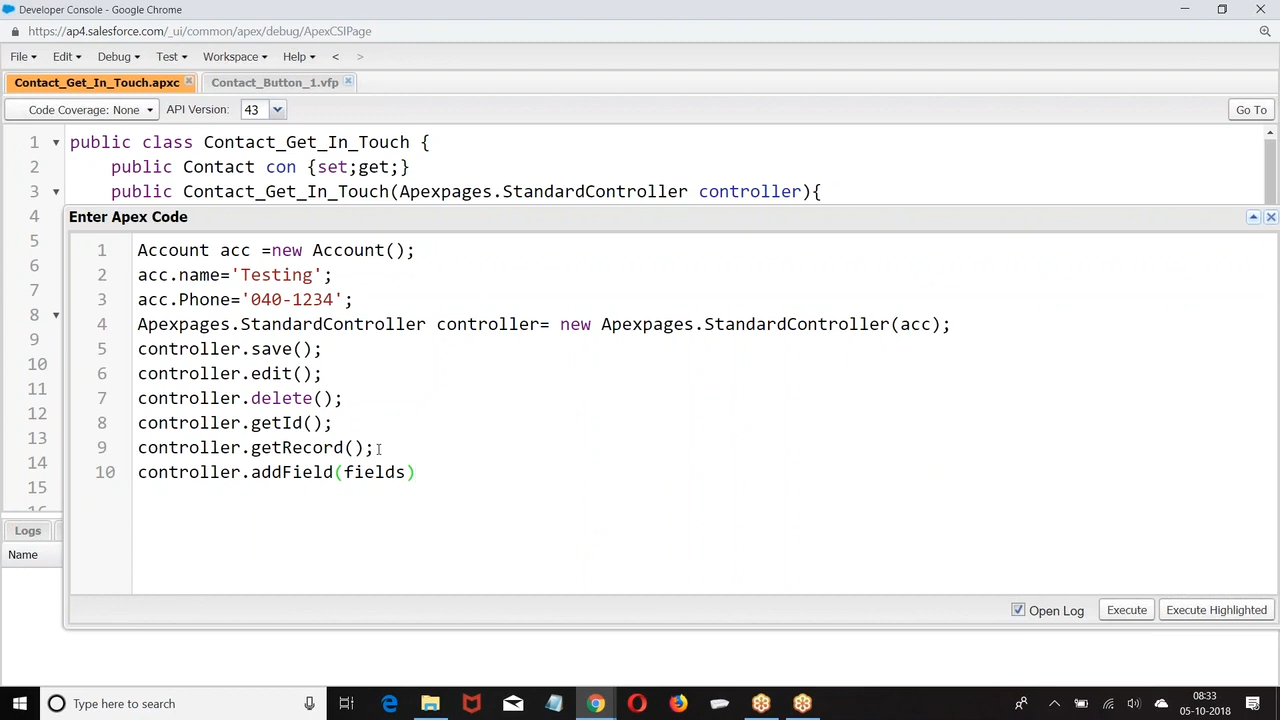 Developer Console - Google Chrome
https://ap4.salesforce.com/_ui/common/apex/debug/ApexCSIPage
File Edit Debug Test Workspace Help < >
Contact_Get_In_Touch.apxc Contact_Button_1.vfp
Code Coverage: None API Version: 43 Go To
1 public class Contact_Get_In_Touch {
2 public Contact con {set;get;}
3 public Contact_Get_In_Touch(Apexpages.StandardController controller){
4
5
6
7
8
9
10
11
12
13
14
15
16
Enter Apex Code
1 Account acc =new Account();
2 acc.name='Testing';
3 acc.Phone='040-1234';
4 Apexpages.StandardController controller= new Apexpages.StandardController(acc);
5 controller.save();
6 controller.edit();
7 controller.delete();
8 controller.getId();
9 controller.getRecord();
10 controller.addField(fields)
Open Log Execute Execute Highlighted
Logs
Name
Type here to search
08:33
05-10-2018